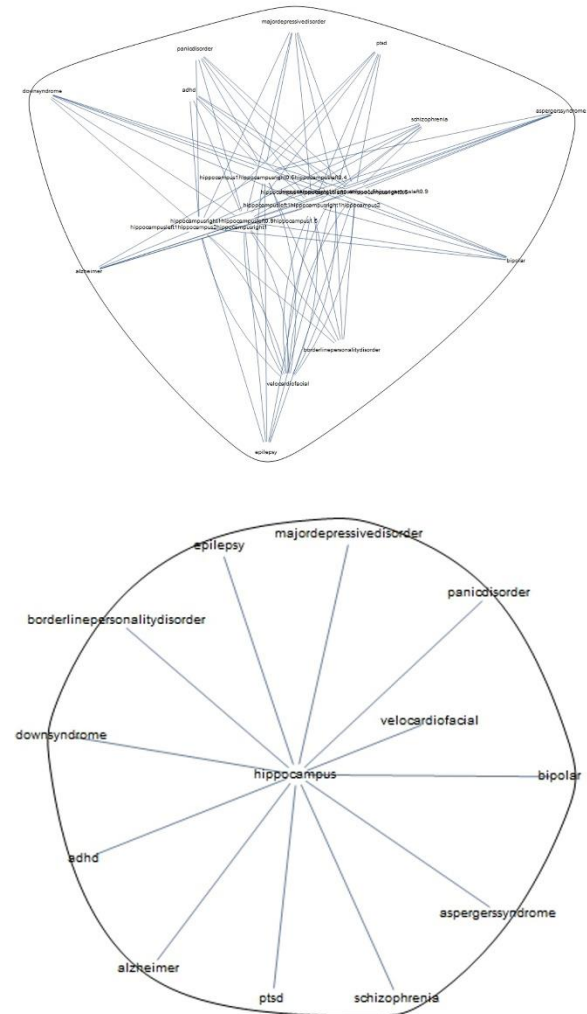 majordepressivedisorder
ptsd
panicdisorder
downsyndrome
adhd
aspergerssyndrome
schizophrenia
alzheimer
bipolar
borderlinepersonalitydisorder
velocardiofacial
epilepsy
majordepressivedisorder
epilepsy
panicdisorder
borderlinepersonalitydisorder
velocardiofacial
downsyndrome
hippocampus
bipolar
adhd
aspergerssyndrome
alzheimer
ptsd
schizophrenia